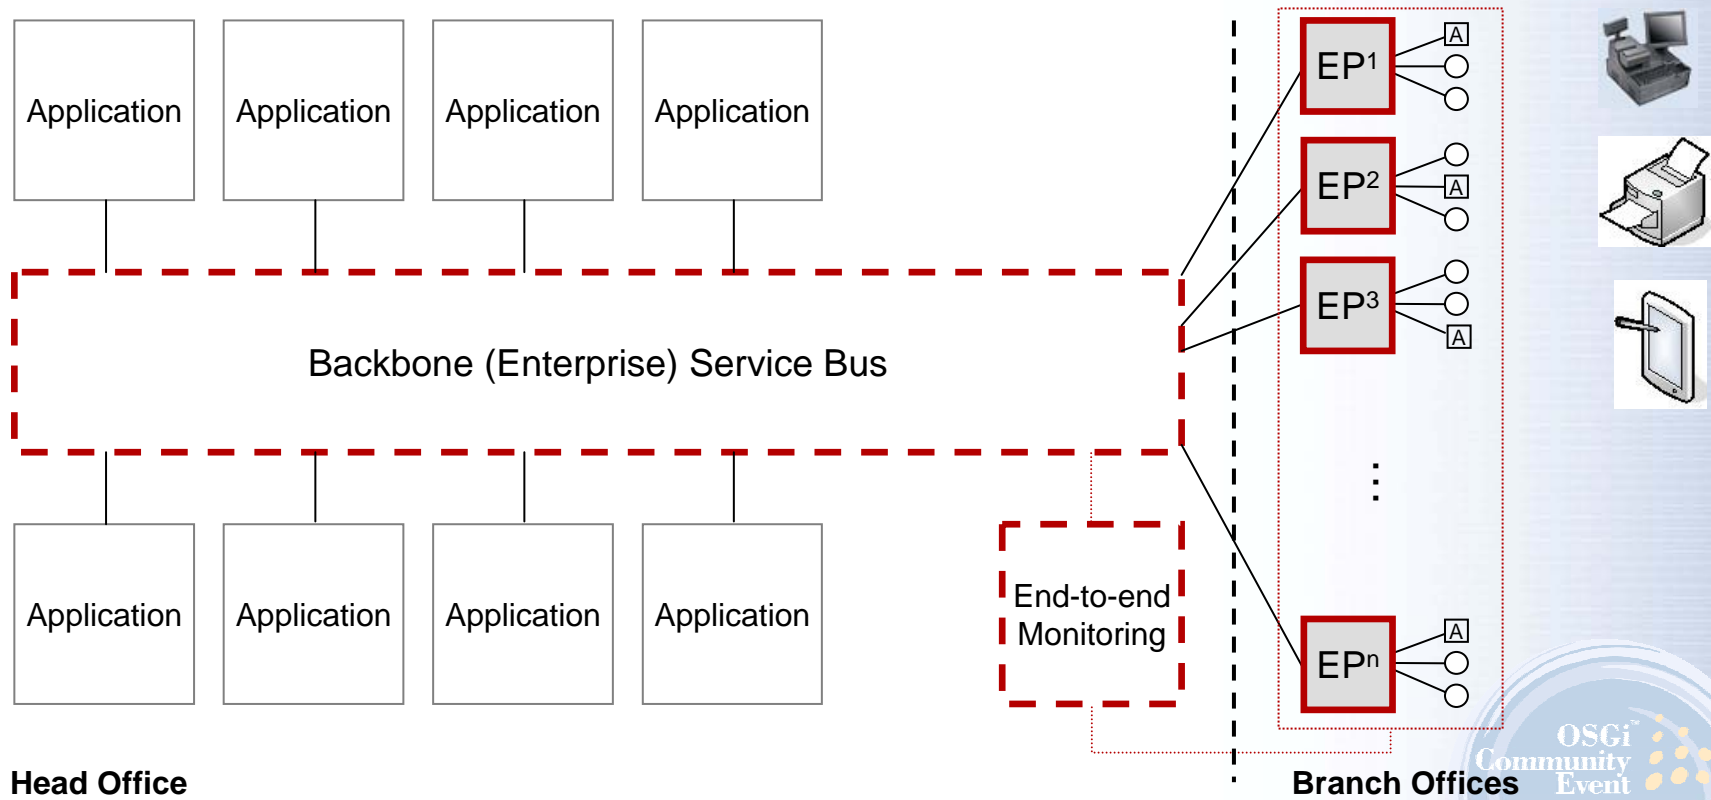 Application
Application
Application
Application
EP1
A
EP2
A
EP3
A
Backbone (Enterprise) Service Bus
...
Application
Application
Application
Application
End-to-end
Monitoring
EPn
A
Head Office
Branch Offices
OSGi™
Community
Event